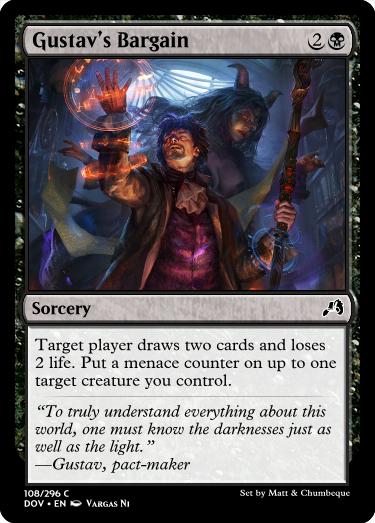 Gustav's Bargain 2
Sorcery
Target player draws two cards and loses
2 life. Put a menace counter on up to one
target creature you control.
“To truly understand everything about this
world, one must know the darknesses just as
well as the light.”
—Gustav, pact-maker
108/296 C
DOV • EN Vargas Ni
Set by Matt & Chumbeque